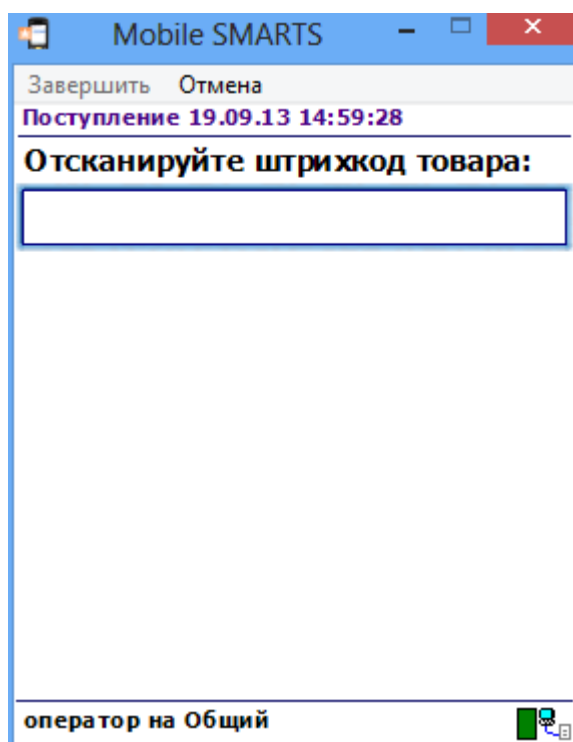 Mobile SMARTS
Завершить Отмена
Поступление 19.09.13 14:59:28
Отсканируйте штрихкод товара:
оператор на Общий